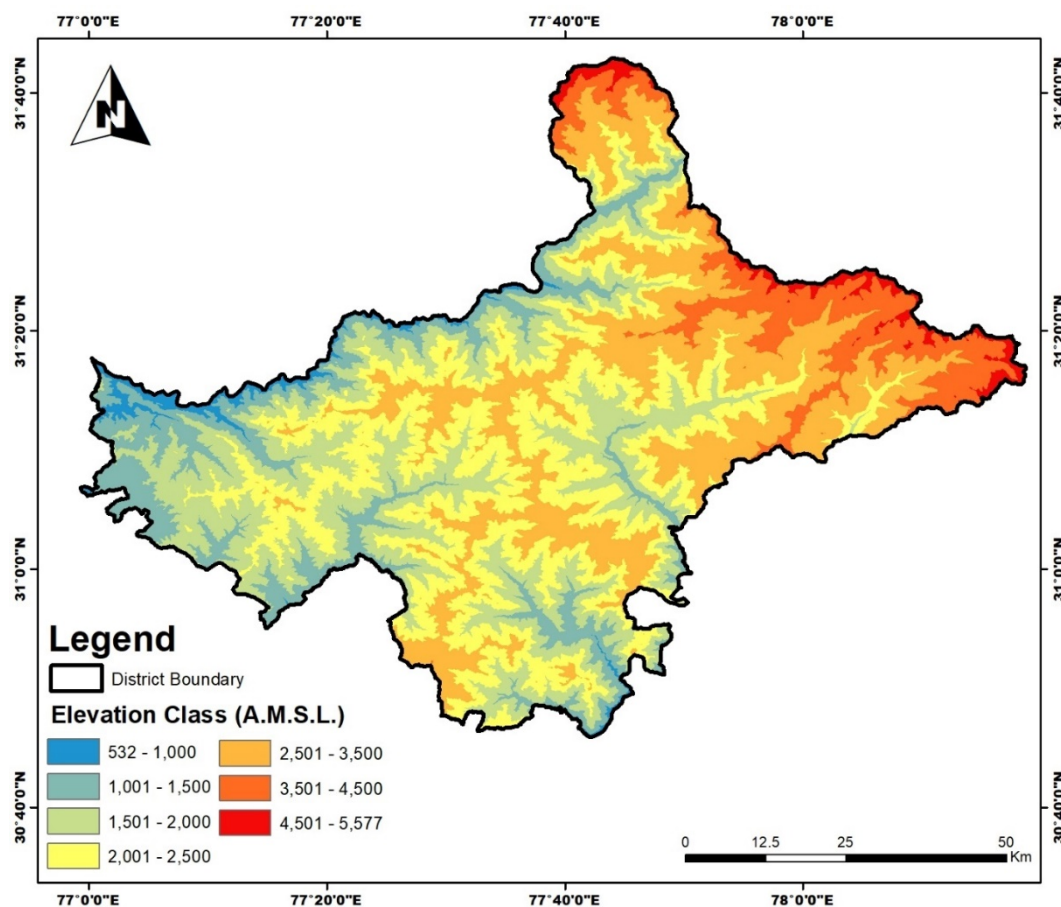 77°0'0"E 77°20'0"E 77°40'0"E 78°0'0"E
N
31°40'0"N 31°40'0"N
31°20'0"N 31°20'0"N
31°0'0"N 31°0'0"N
30°40'0"N 30°40'0"N
Legend
District Boundary
Elevation Class (A.M.S.L.)
532 - 1,000
1,001 - 1,500
1,501 - 2,000
2,001 - 2,500
2,501 - 3,500
3,501 - 4,500
4,501 - 5,577
0 12.5 25 50
Km
77°0'0"E 77°20'0"E 77°40'0"E 78°0'0"E